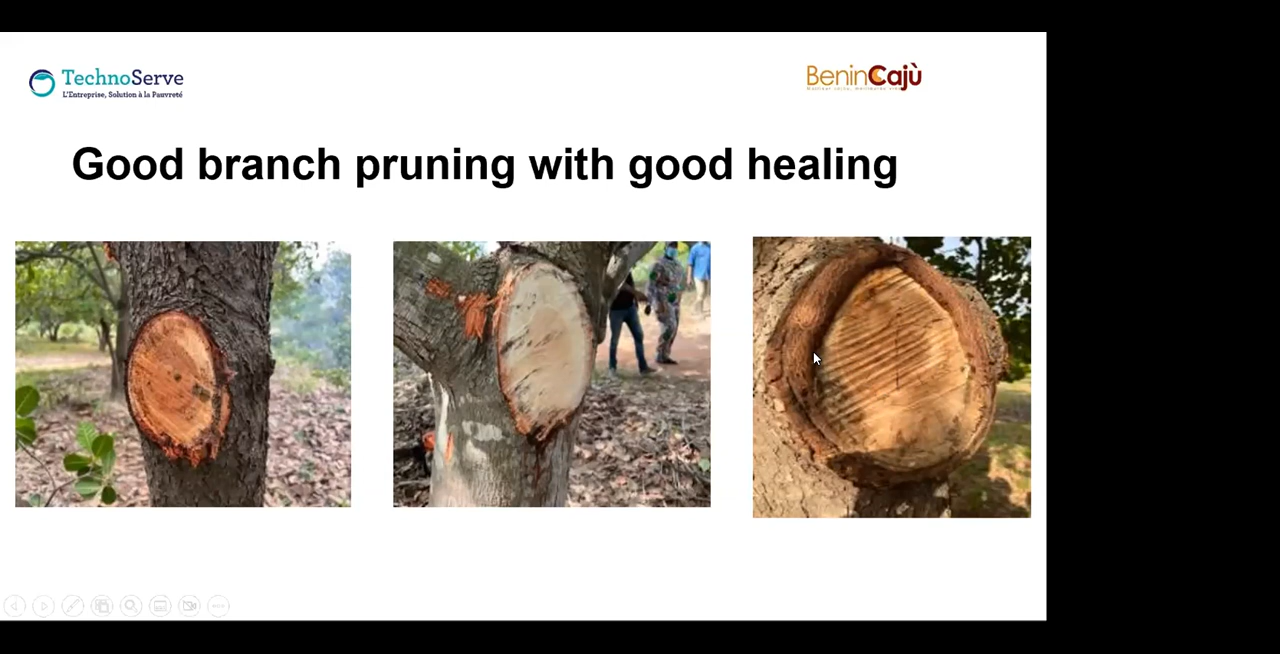 TechnoServe
L'Entreprise, Solution à la Pauvreté
BeninCajù
Good branch pruning with good healing